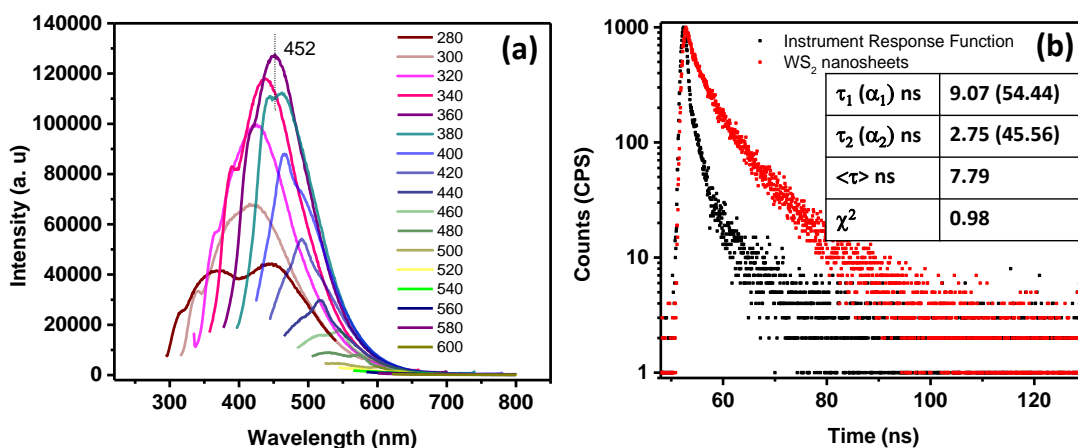 (a)
452
280
300
320
340
360
380
400
420
440
460
480
500
520
540
560
580
600
140000
120000
100000
80000
60000
40000
20000
0
Intensity (a. u)
300 400 500 600 700 800
Wavelength (nm)
(b)
Instrument Response Function
WS₂ nanosheets
τ₁ (α₁) ns 9.07 (54.44)
τ₂ (α₂) ns 2.75 (45.56)
<τ> ns 7.79
χ² 0.98
1000
100
10
1
Counts (CPS)
60 80 100 120
Time (ns)